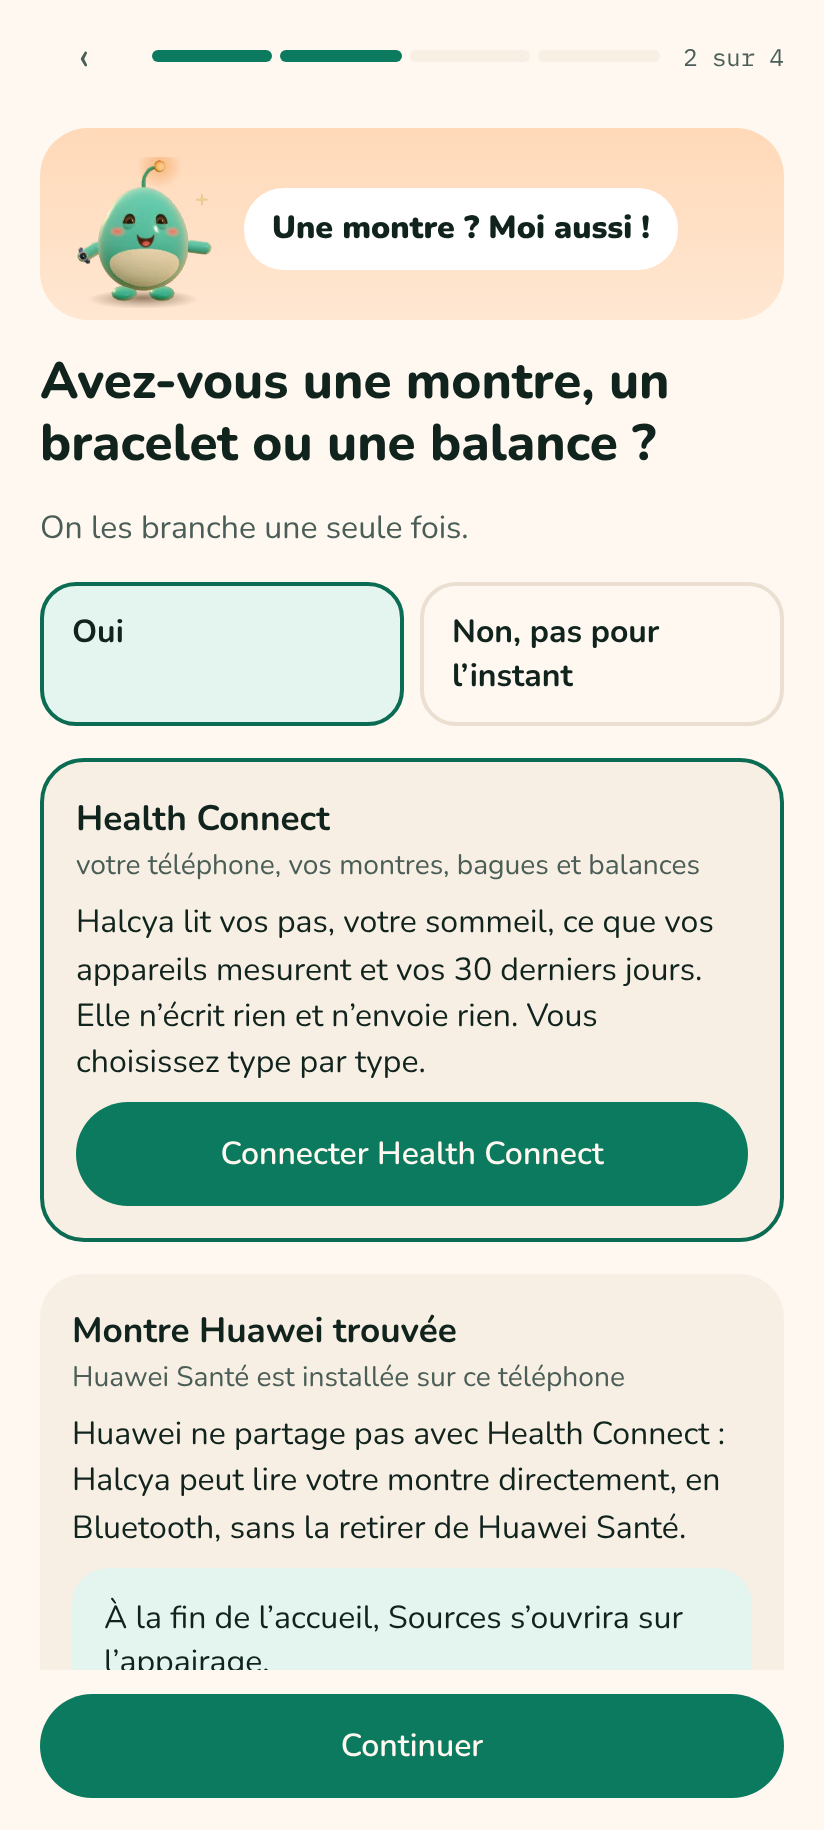 2 sur 4
Une montre ? Moi aussi !
Avez-vous une montre, un
bracelet ou une balance ?
On les branche une seule fois.
Oui
Non, pas pour
l’instant
Health Connect
votre téléphone, vos montres, bagues et balances
Halcya lit vos pas, votre sommeil, ce que vos
appareils mesurent et vos 30 derniers jours.
Elle n’écrit rien et n’envoie rien. Vous
choisissez type par type.
Connecter Health Connect
Montre Huawei trouvée
Huawei Santé est installée sur ce téléphone
Huawei ne partage pas avec Health Connect :
Halcya peut lire votre montre directement, en
Bluetooth, sans la retirer de Huawei Santé.
À la fin de l’accueil, Sources s’ouvrira sur
l’appairage.
Continuer